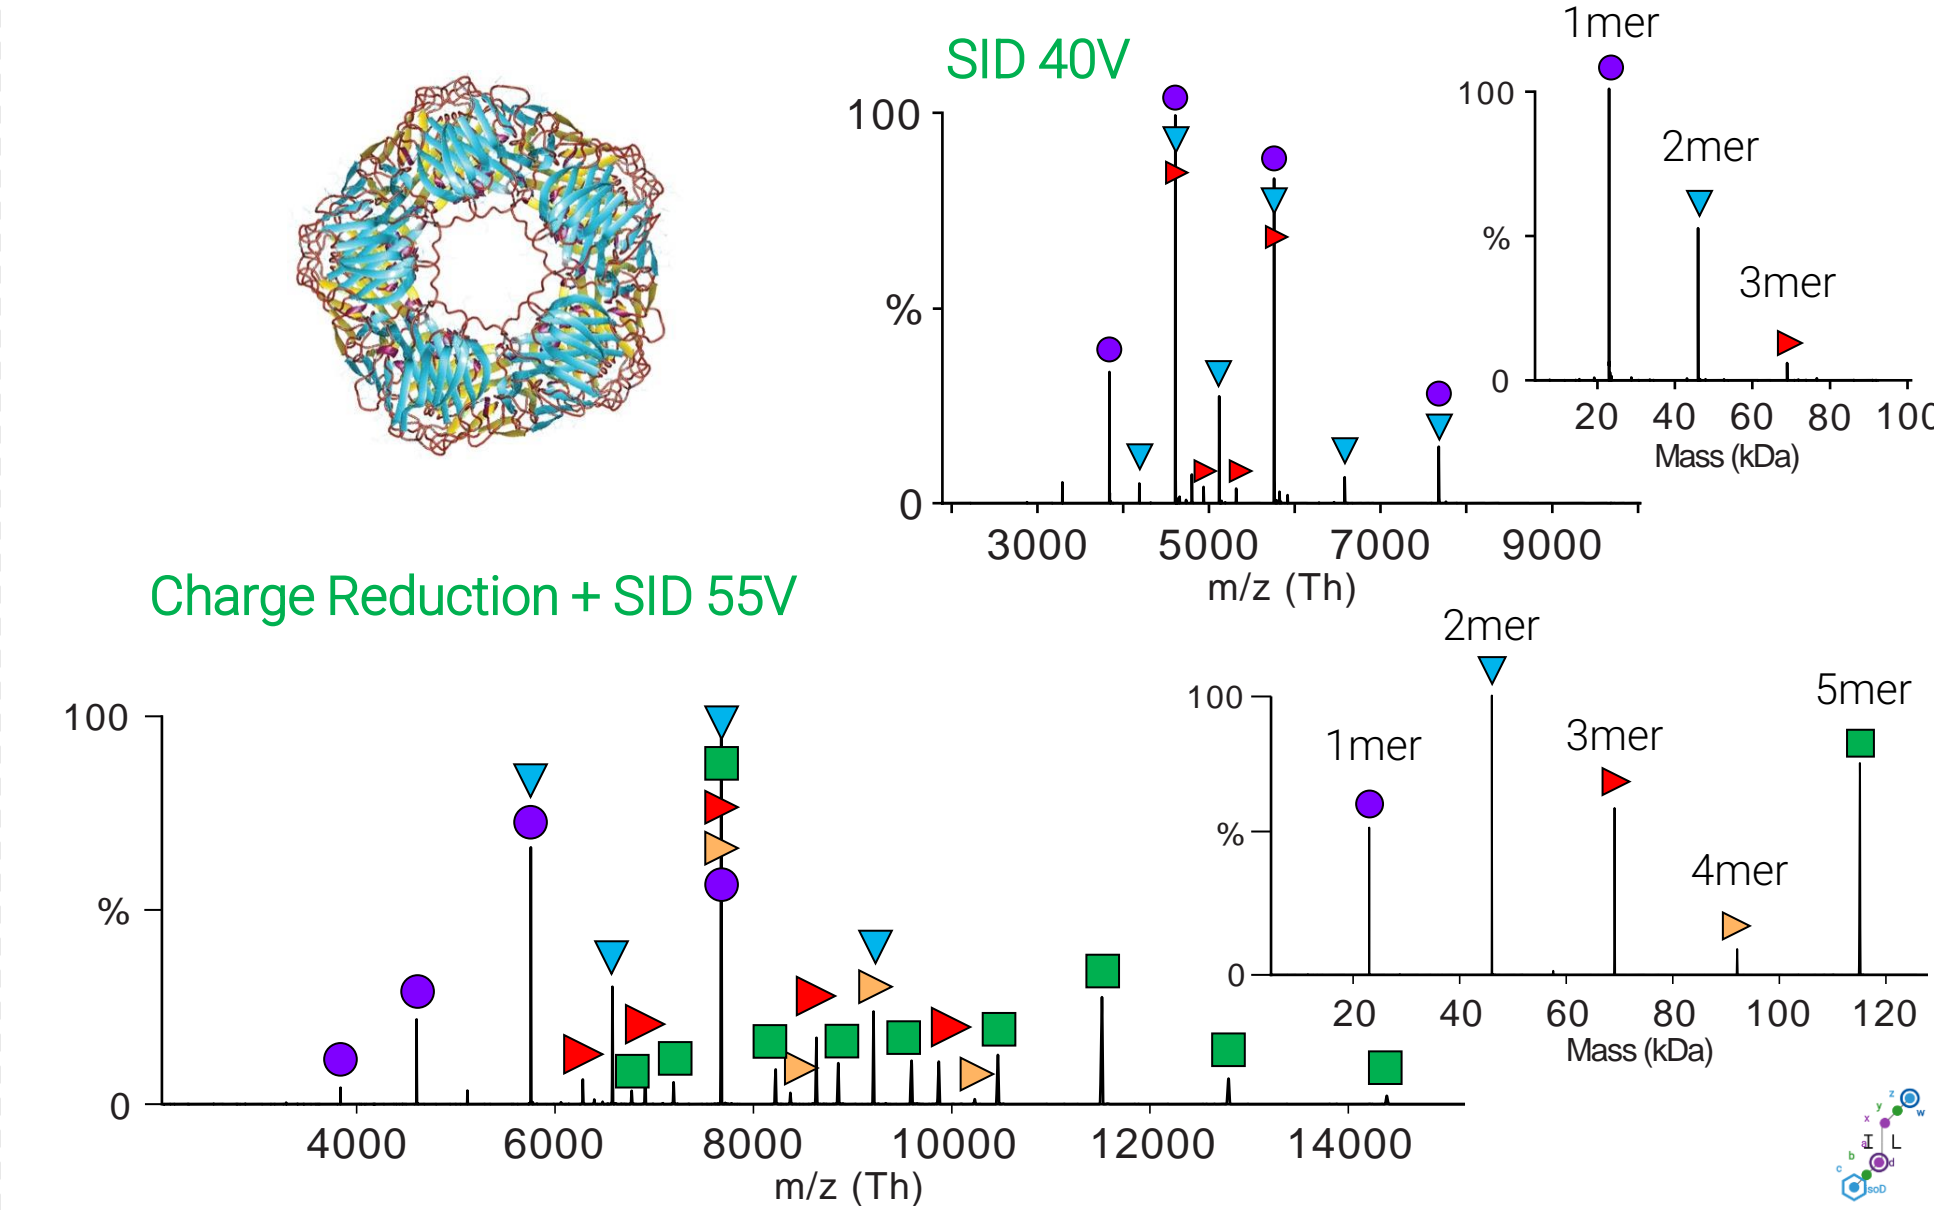 SID 40V
100
%
0
3000 5000 7000 9000
m/z (Th)
1mer
2mer
3mer
100
%
0
20 40 60 80 100
Mass (kDa)
Charge Reduction + SID 55V
100
%
0
4000 6000 8000 10000 12000 14000
m/z (Th)
2mer
5mer
1mer
3mer
4mer
100
%
0
20 40 60 80 100 120
Mass (kDa)
z
w
y
x
a
I L
b
d
c
soD